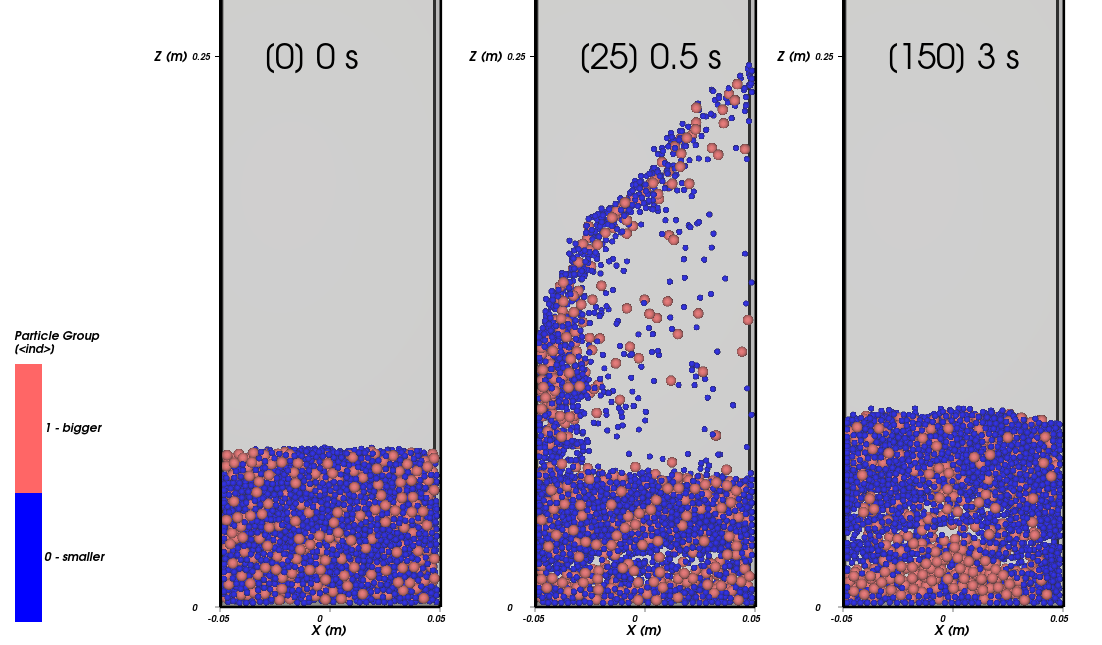 (0) 0 s
Z (m) 0.25
0
-0.05 0 0.05
X (m)
(25) 0.5 s
Z (m) 0.25
0
-0.05 0 0.05
X (m)
(150) 3 s
Z (m) 0.25
0
-0.05 0 0.05
X (m)
Particle Group
(<ind>)
1 - bigger
0 - smaller